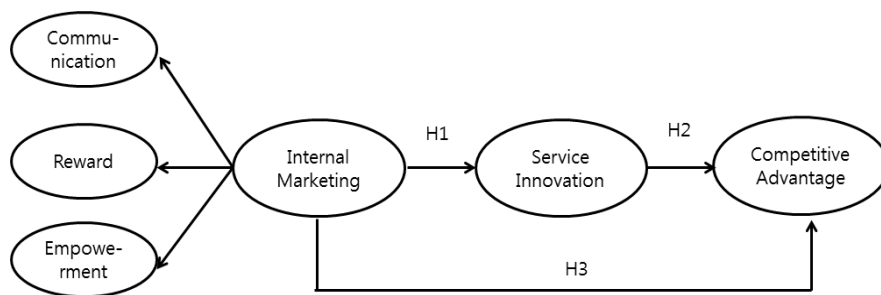 Commu-
nication
Reward
Empowe-
rment
Internal
Marketing
H1
Service
Innovation
H2
Competitive
Advantage
H3